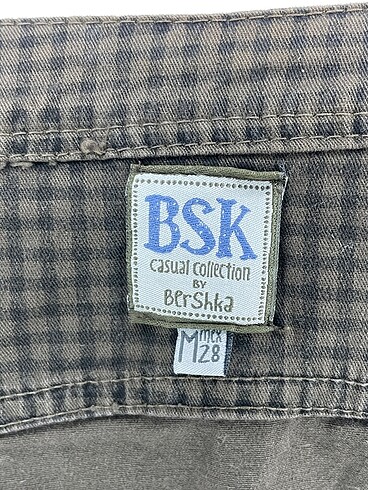 BSK
casual collection
BY
BerShka
M mex
28